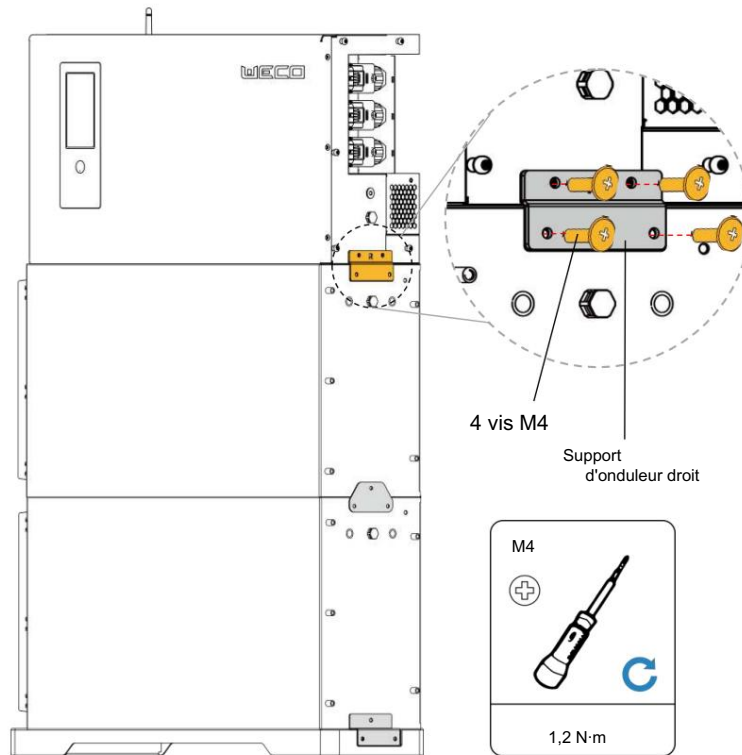 WECO
R
4 vis M4
Support
d'onduleur droit
M4
1,2 N·m